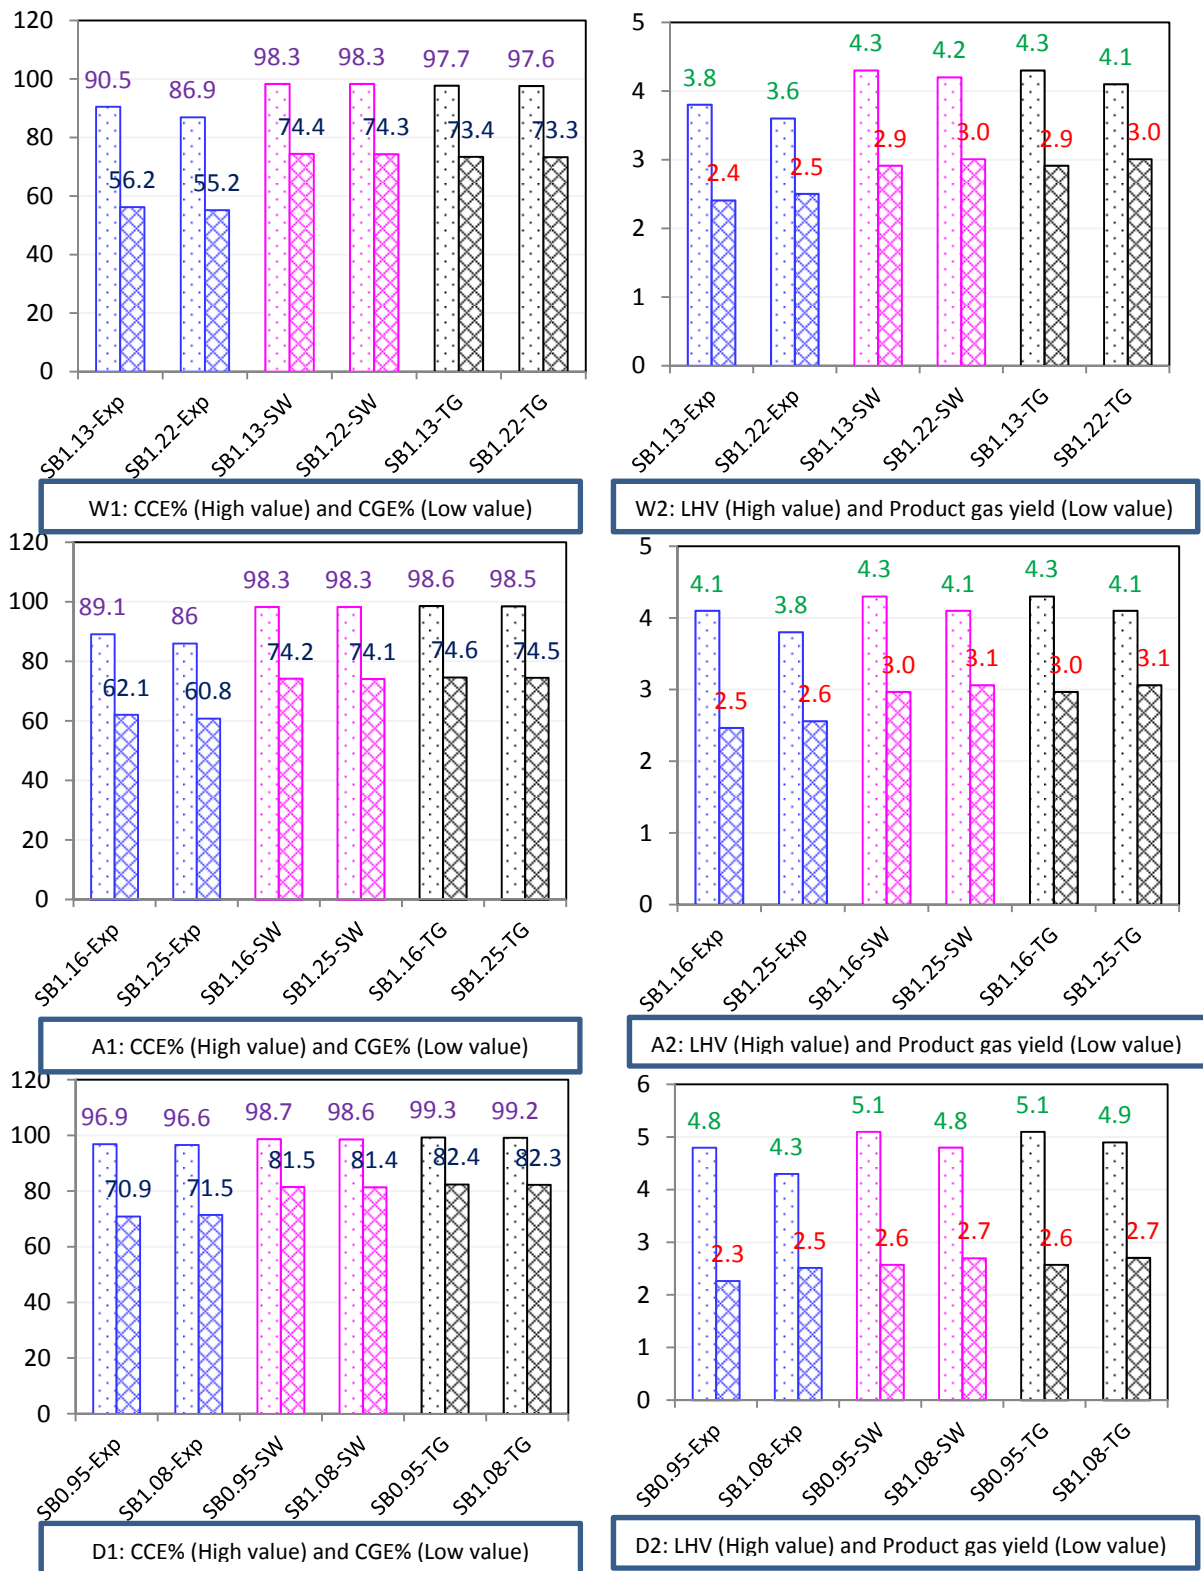 120
100
80
60
40
20
0
90.5
86.9
98.3
98.3
97.7
97.6
56.2
55.2
74.4
74.3
73.4
73.3
SB1.13-Exp
SB1.22-Exp
SB1.13-SW
SB1.22-SW
SB1.13-TG
SB1.22-TG
W1: CCE% (High value) and CGE% (Low value)
5
4
3
2
1
0
3.8
3.6
4.3
4.2
4.3
4.1
2.4
2.5
2.9
3.0
2.9
3.0
SB1.13-Exp
SB1.22-Exp
SB1.13-SW
SB1.22-SW
SB1.13-TG
SB1.22-TG
W2: LHV (High value) and Product gas yield (Low value)
120
100
80
60
40
20
0
89.1
86
98.3
98.3
98.6
98.5
62.1
60.8
74.2
74.1
74.6
74.5
SB1.16-Exp
SB1.25-Exp
SB1.16-SW
SB1.25-SW
SB1.16-TG
SB1.25-TG
A1: CCE% (High value) and CGE% (Low value)
5
4
3
2
1
0
4.1
3.8
4.3
4.1
4.3
4.1
2.5
2.6
3.0
3.1
3.0
3.1
SB1.16-Exp
SB1.25-Exp
SB1.16-SW
SB1.25-SW
SB1.16-TG
SB1.25-TG
A2: LHV (High value) and Product gas yield (Low value)
120
100
80
60
40
20
0
96.9
96.6
98.7
98.6
99.3
99.2
70.9
71.5
81.5
81.4
82.4
82.3
SB0.95-Exp
SB1.08-Exp
SB0.95-SW
SB1.08-SW
SB0.95-TG
SB1.08-TG
D1: CCE% (High value) and CGE% (Low value)
6
5
4
3
2
1
0
4.8
4.3
5.1
4.8
5.1
4.9
2.3
2.5
2.6
2.7
2.6
2.7
SB0.95-Exp
SB1.08-Exp
SB0.95-SW
SB1.08-SW
SB0.95-TG
SB1.08-TG
D2: LHV (High value) and Product gas yield (Low value)